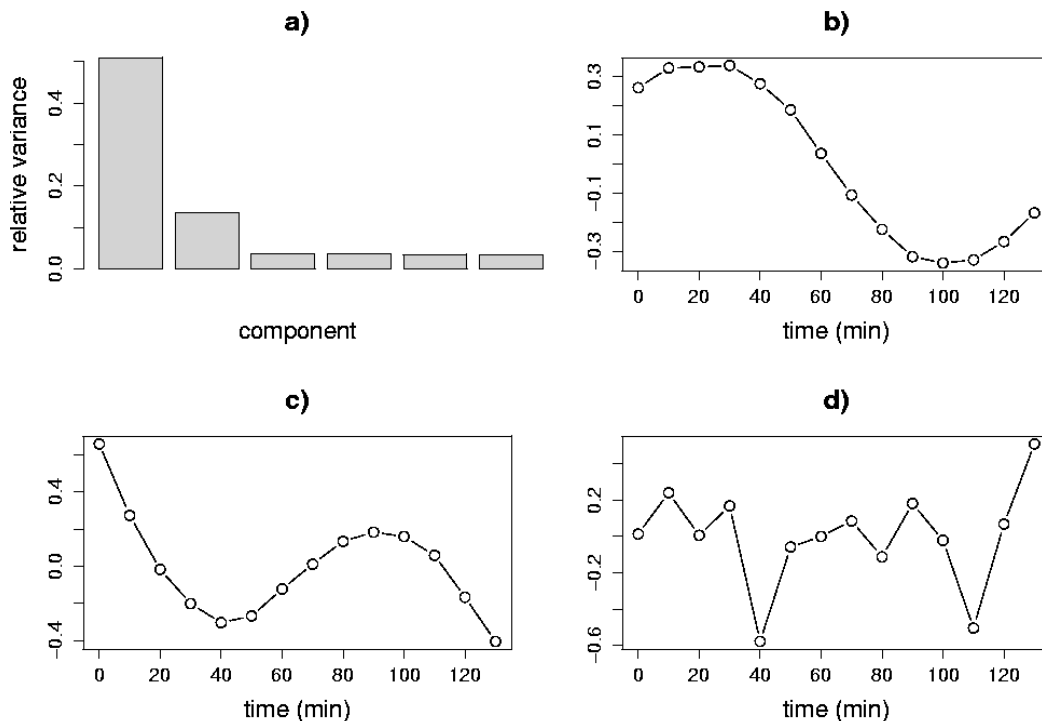 a)
relative variance
0.0 0.2 0.4
component
b)
0.3
0.1
−0.1
−0.3
0 20 40 60 80 100 120
time (min)
c)
0.4
0.0
−0.4
0 20 40 60 80 100 120
time (min)
d)
0.2
−0.2
−0.6
0 20 40 60 80 100 120
time (min)